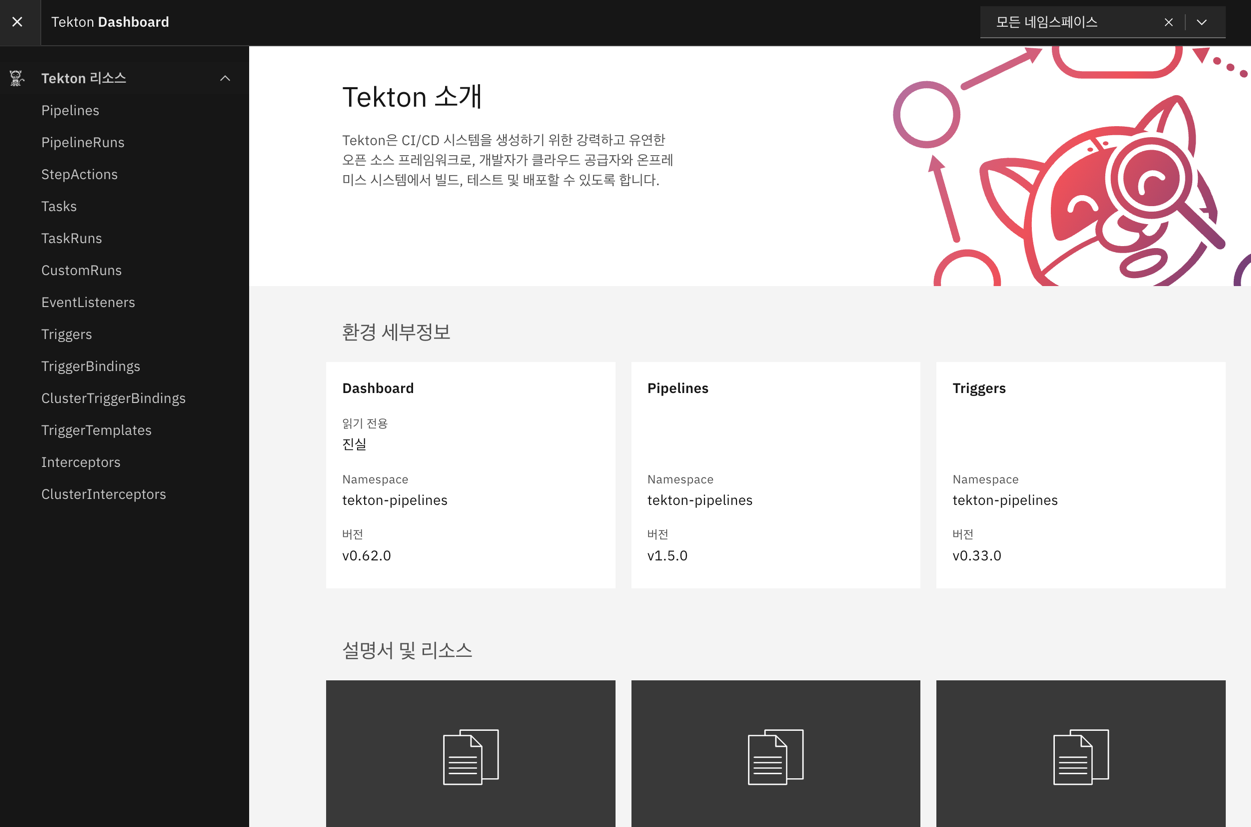 Tekton Dashboard
모든 네임스페이스
Tekton 리소스
Pipelines
PipelineRuns
StepActions
Tasks
TaskRuns
CustomRuns
EventListeners
Triggers
TriggerBindings
ClusterTriggerBindings
TriggerTemplates
Interceptors
ClusterInterceptors
Tekton 소개
Tekton은 CI/CD 시스템을 생성하기 위한 강력하고 유연한
오픈 소스 프레임워크로, 개발자가 클라우드 공급자와 온프레
미스 시스템에서 빌드, 테스트 및 배포할 수 있도록 합니다.
환경 세부정보
Dashboard
읽기 전용
진실
Namespace
tekton-pipelines
버전
v0.62.0
Pipelines
Namespace
tekton-pipelines
버전
v1.5.0
Triggers
Namespace
tekton-pipelines
버전
v0.33.0
설명서 및 리소스